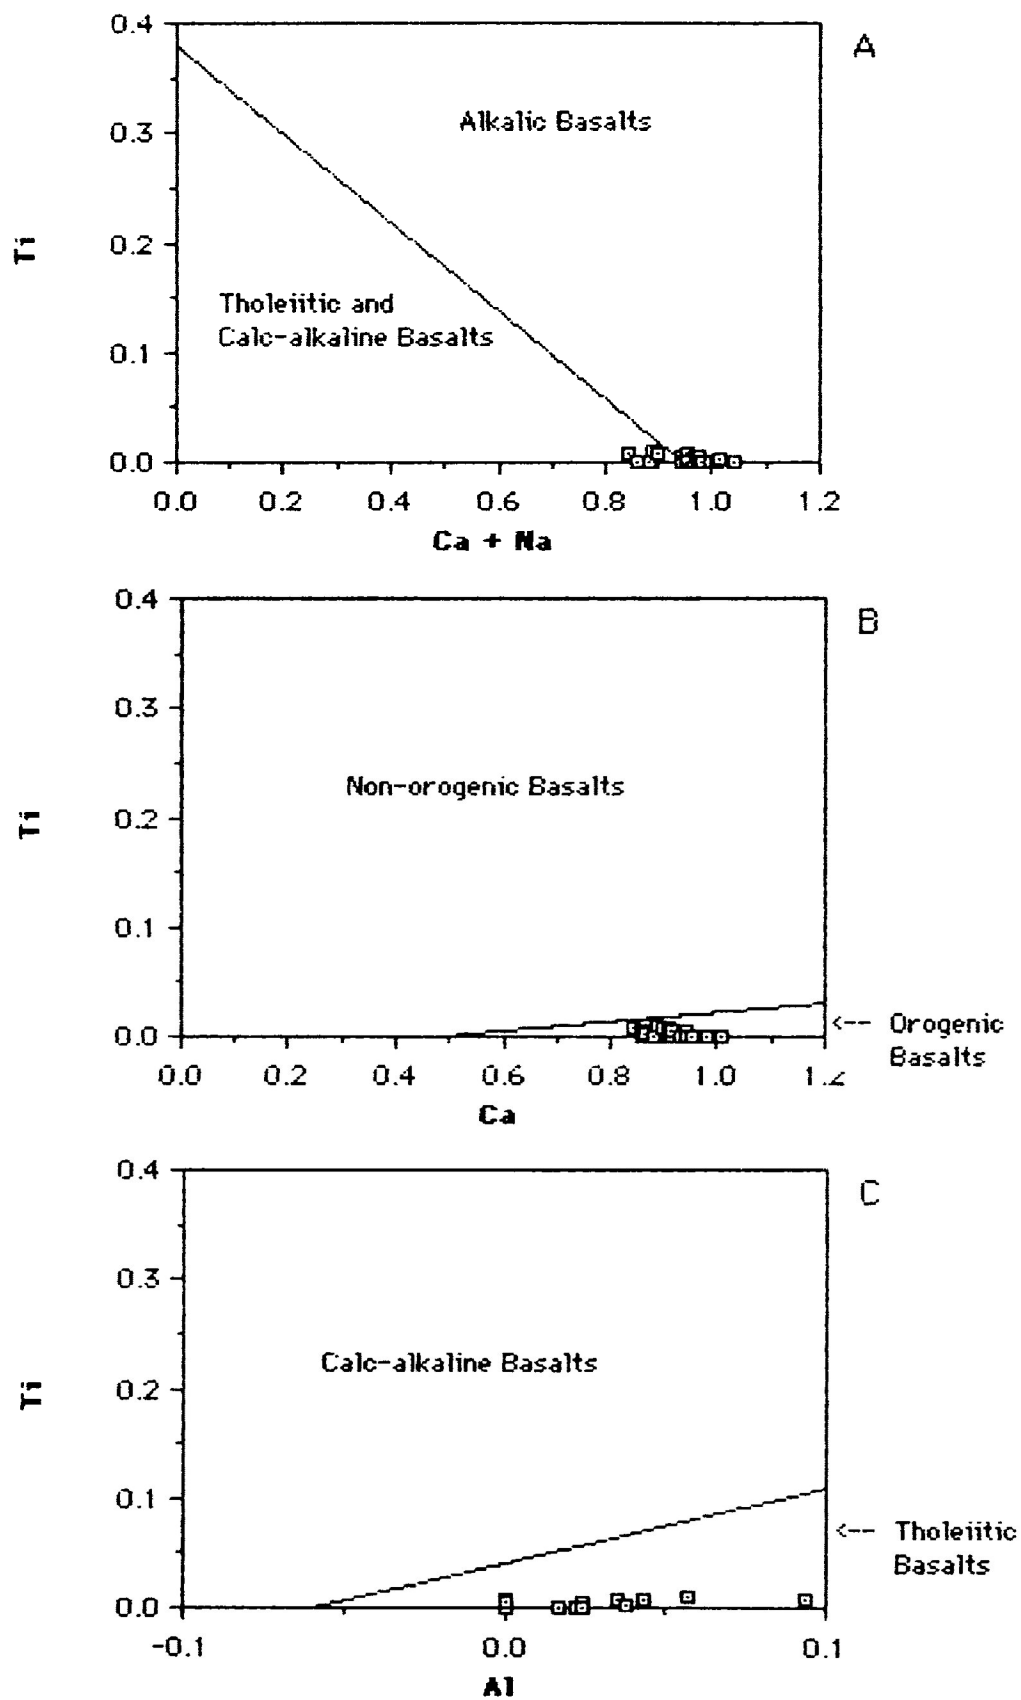 0.4
A
Alkalic Basalts
0.3
Ti
0.2
Tholeiitic and
Calc-alkaline Basalts
0.1
0.0
0.0 0.2 0.4 0.6 0.8 1.0 1.2
Ca + Na
0.4
B
0.3
Non-orogenic Basalts
Ti
0.2
0.1
0.0
<-- Orogenic
Basalts
0.0 0.2 0.4 0.6 0.8 1.0 1.2
Ca
0.4
C
0.3
Calc-alkaline Basalts
Ti
0.2
0.1
<-- Tholeiitic
Basalts
0.0
-0.1 0.0 0.1
Al